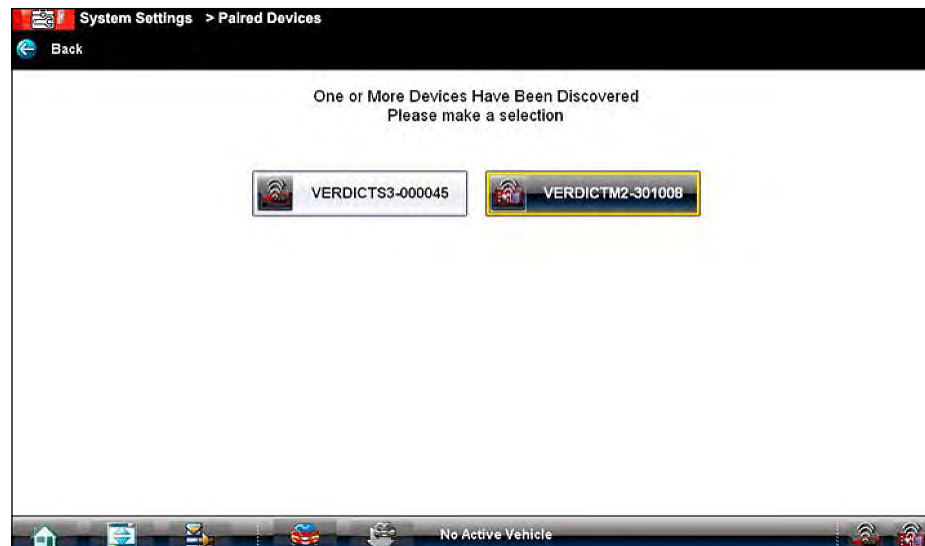 System Settings > Paired Devices
Back
One or More Devices Have Been Discovered
Please make a selection
VERDICTS3-000045
VERDICTM2-301008
No Active Vehicle